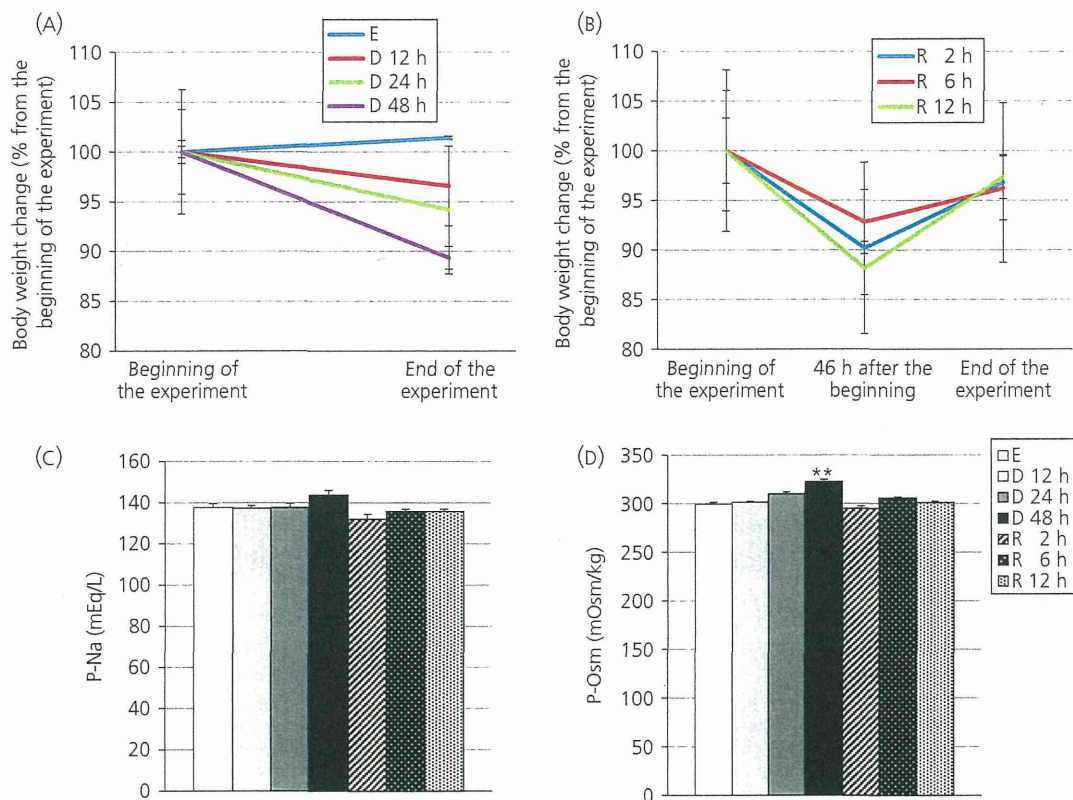 (A)
Body weight change (% from the
beginning of the experiment)
110
105
100
95
90
85
80
E
D 12 h
D 24 h
D 48 h
Beginning of
the experiment
End of the
experiment
(B)
Body weight change (% from the
beginning of the experiment)
110
105
100
95
90
85
80
R 2 h
R 6 h
R 12 h
Beginning of
the experiment
46 h after the
beginning
End of the
experiment
(C)
P-Na (mEq/L)
160
140
120
100
80
60
40
20
0
(D)
P-Osm (mOsm/kg)
350
300
250
200
150
100
50
0
**
E
D 12 h
D 24 h
D 48 h
R 2 h
R 6 h
R 12 h